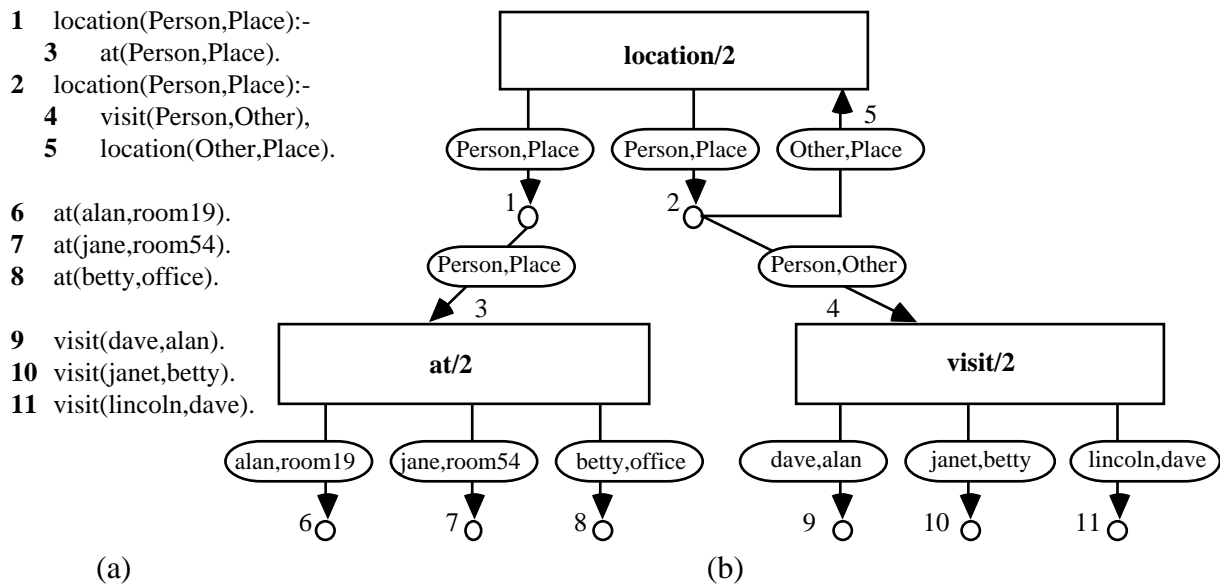 1 location(Person,Place):-
3 at(Person,Place).
2 location(Person,Place):-
4 visit(Person,Other),
5 location(Other,Place).
6 at(alan,room19).
7 at(jane,room54).
8 at(betty,office).
9 visit(dave,alan).
10 visit(janet,betty).
11 visit(lincoln,dave).
(a)
location/2
5
Person,Place Person,Place Other,Place
1 2
Person,Place Person,Other
3 4
at/2 visit/2
alan,room19 jane,room54 betty,office dave,alan janet,betty lincoln,dave
6 7 8 9 10 11
(b)